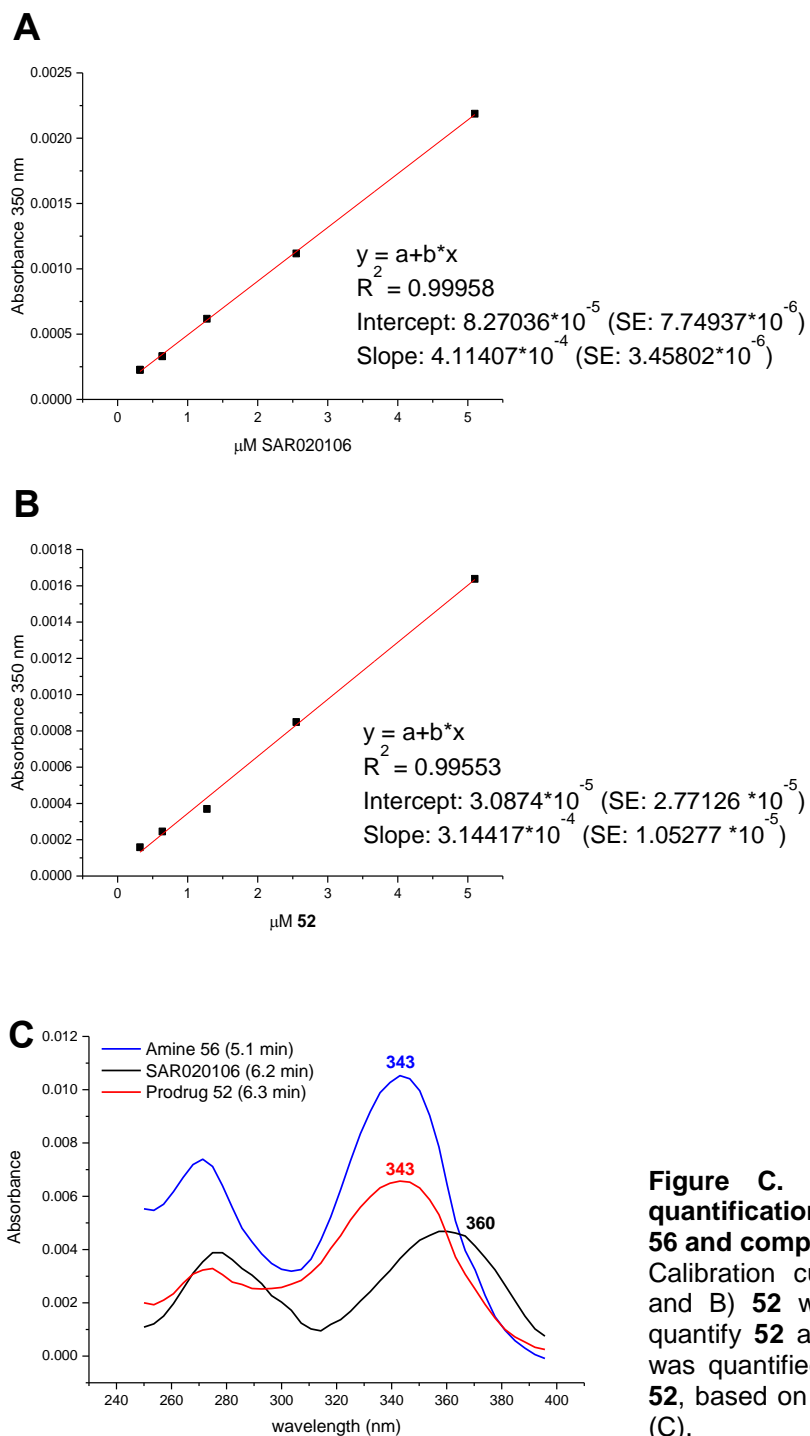 A
0.0025
0.0020
0.0015
0.0010
0.0005
0.0000
Absorbance 350 nm
0 1 2 3 4 5
μM SAR020106
y = a+b*x
R² = 0.99958
Intercept: 8.27036*10⁻⁵ (SE: 7.74937*10⁻⁶)
Slope: 4.11407*10⁻⁴ (SE: 3.45802*10⁻⁶)
B
0.0018
0.0016
0.0014
0.0012
0.0010
0.0008
0.0006
0.0004
0.0002
0.0000
Absorbance 350 nm
0 1 2 3 4 5
μM 52
y = a+b*x
R² = 0.99553
Intercept: 3.0874*10⁻⁵ (SE: 2.77126 *10⁻⁵)
Slope: 3.14417*10⁻⁴ (SE: 1.05277 *10⁻⁵)
C
0.012
0.010
0.008
0.006
0.004
0.002
0.000
Absorbance
Amine 56 (5.1 min)
SAR020106 (6.2 min)
Prodrug 52 (6.3 min)
343
343
360
240 260 280 300 320 340 360 380 400
wavelength (nm)
Figure C.
quantification
56 and comp
Calibration cu
and B) 52 w
quantify 52 a
was quantifie
52, based on
(C).